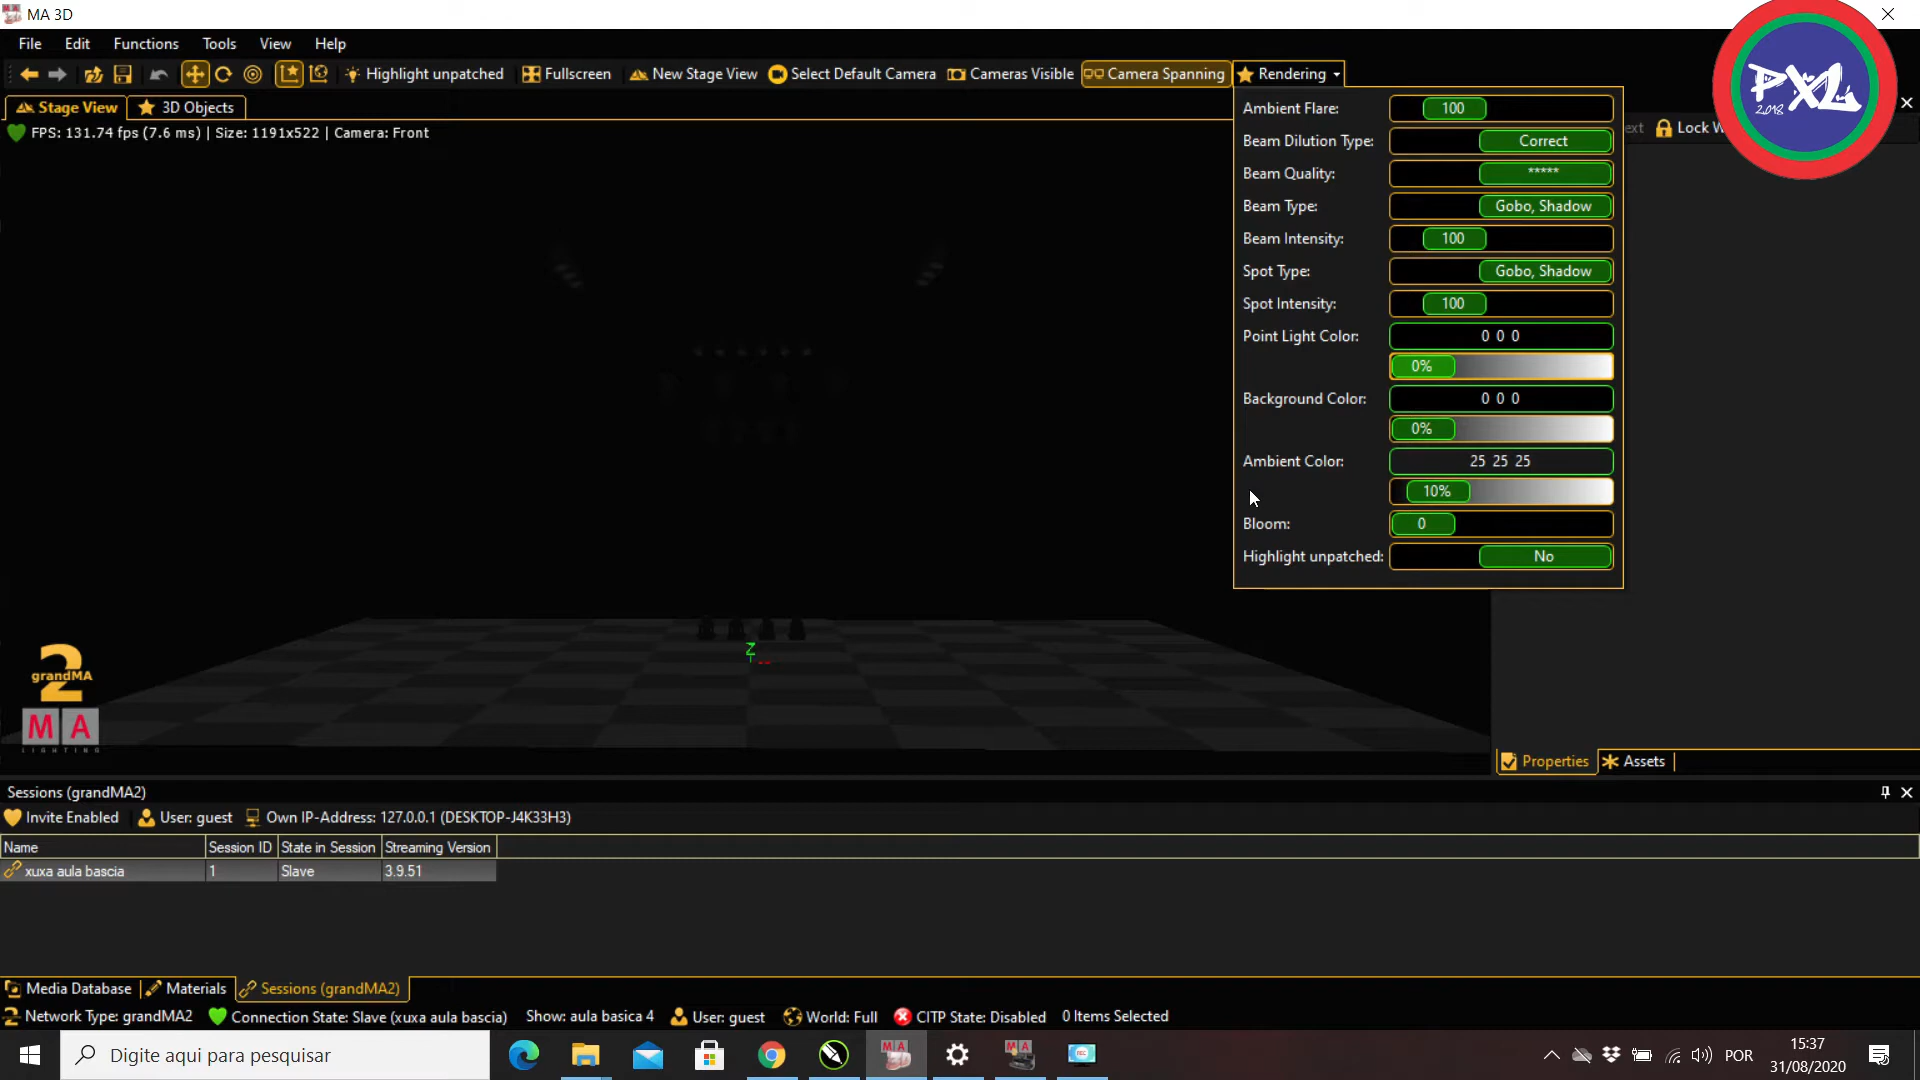 MA 3D
File Edit Functions Tools View Help
Highlight unpatched Fullscreen New Stage View Select Default Camera Cameras Visible Camera Spanning Rendering
Stage View 3D Objects
FPS: 131.74 fps (7.6 ms) | Size: 1191x522 | Camera: Front
Lock
PXL
2018
Ambient Flare: 100
Beam Dilution Type: Correct
Beam Quality: *****
Beam Type: Gobo, Shadow
Beam Intensity: 100
Spot Type: Gobo, Shadow
Spot Intensity: 100
Point Light Color: 0 0 0
0%
Background Color: 0 0 0
0%
Ambient Color: 25 25 25
10%
Bloom: 0
Highlight unpatched: No
Z
2
grandMA
MA
LIGHTING
Properties Assets
Sessions (grandMA2)
Invite Enabled User: guest Own IP-Address: 127.0.0.1 (DESKTOP-J4K33H3)
Name Session ID State in Session Streaming Version
xuxa aula bascia 1 Slave 3.9.51
Media Database Materials Sessions (grandMA2)
Network Type: grandMA2 Connection State: Slave (xuxa aula bascia) Show: aula basica 4 User: guest World: Full CITP State: Disabled 0 Items Selected
Digite aqui para pesquisar
POR
15:37
31/08/2020